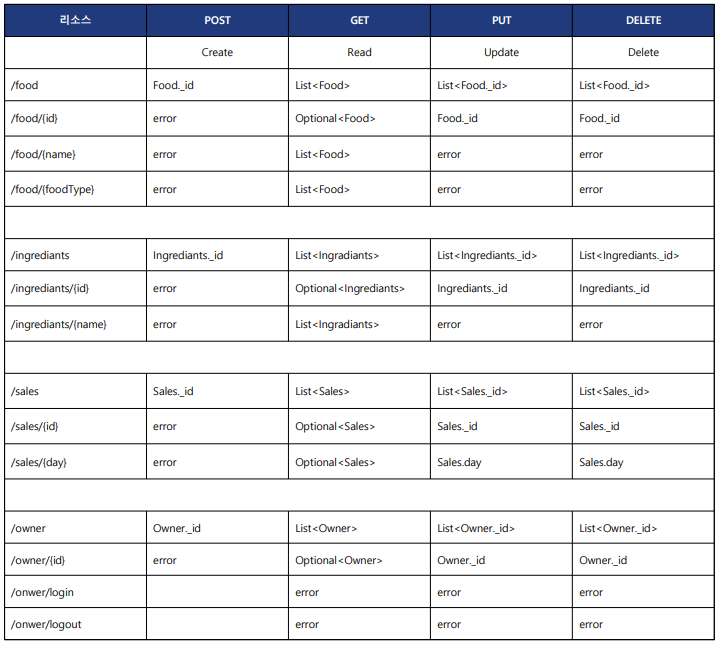 리소스 POST GET PUT DELETE
Create Read Update Delete
/food Food._id List<Food> List<Food._id> List<Food._id>
/food/{id} error Optional<Food> Food._id Food._id
/food/{name} error List<Food> error error
/food/{foodType} error List<Food> error error
/ingrediants Ingrediants._id List<Ingradiants> List<Ingrediants._id> List<Ingrediants._id>
/ingrediants/{id} error Optional<Ingrediants> Ingrediants._id Ingrediants._id
/ingrediants/{name} error List<Ingradiants> error error
/sales Sales._id List<Sales> List<Sales._id> List<Sales._id>
/sales/{id} error Optional<Sales> Sales._id Sales._id
/sales/{day} error Optional<Sales> Sales.day Sales.day
/owner Owner._id List<Owner> List<Owner._id> List<Owner._id>
/owner/{id} error Optional<Owner> Owner._id Owner._id
/onwer/login error error error
/onwer/logout error error error